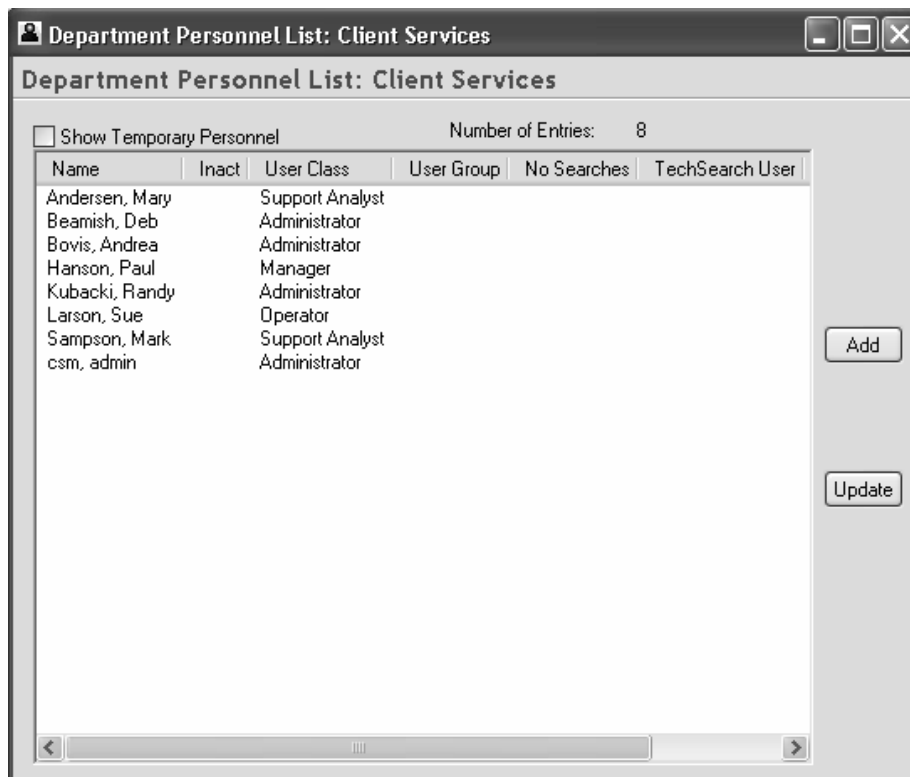 Department Personnel List: Client Services
Department Personnel List: Client Services
Show Temporary Personnel Number of Entries: 8
Name Inact User Class User Group No Searches TechSearch User
Andersen, Mary Support Analyst
Beamish, Deb Administrator
Bovis, Andrea Administrator
Hanson, Paul Manager
Kubacki, Randy Administrator
Larson, Sue Operator
Sampson, Mark Support Analyst
csm, admin Administrator
Add
Update